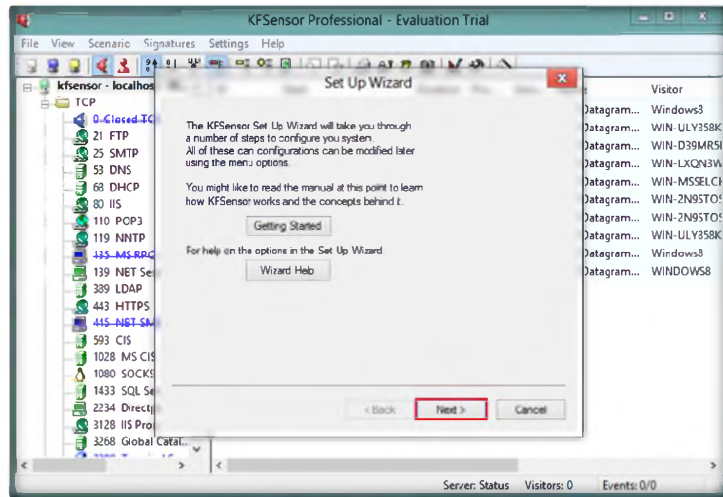 KFSensor Professional - Evaluation Trial
File View Scenario Signatures Settings Help
kfsensor - localhos
TCP
0 Closed TC
21 FTP
25 SMTP
53 DNS
68 DHCP
80 IIS
110 POP3
119 NNTP
135 MS RPC
139 NET Se
389 LDAP
443 HTTPS
445 NET SM
593 CIS
1028 MS CIS
1080 SOCKS
1433 SQL Se
2234 Directp
3128 IIS Pro
3268 Global Catal...
Set Up Wizard
The KFSensor Set Up Wizard will take you through
a number of steps to configure you system.
All of these can configurations can be modified later
using the menu options.
You might like to read the manual at this point to learn
how KFSensor works and the concepts behind it.
Getting Started
For help on the options in the Set Up Wizard
Wizard Help
< Back Next > Cancel
Visitor
Datagram... Windows8
Datagram... WIN-ULY358K
Datagram... WIN-D39MR5I
Datagram... WIN-LXQN3W
Datagram... WIN-MSSELCK
Datagram... WIN-2N9STOS
Datagram... WIN-2N9STOS
Datagram... WIN-ULY358K
Datagram... Windows8
Datagram... WINDOWS8
Server: Status Visitors: 0 Events: 0/0